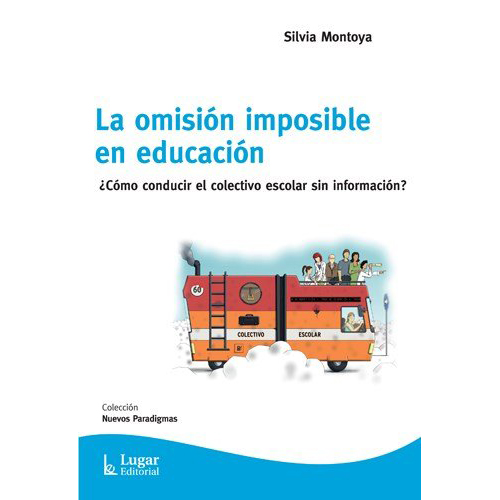 Silvia Montoya
La omisión imposible
en educación
¿Cómo conducir el colectivo escolar sin información?
60
COLECTIVO
ESCOLAR
Colección
Nuevos Paradigmas
Lugar
Editorial